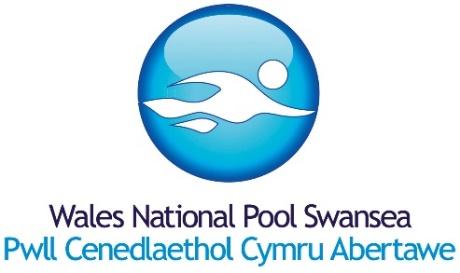 Wales National Pool Swansea
Pwll Cenedlaethol Cymru Abertawe